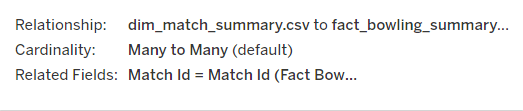 Relationship: dim_match_summary.csv to fact_bowling_summary...
Cardinality: Many to Many (default)
Related Fields: Match Id = Match Id (Fact Bow...